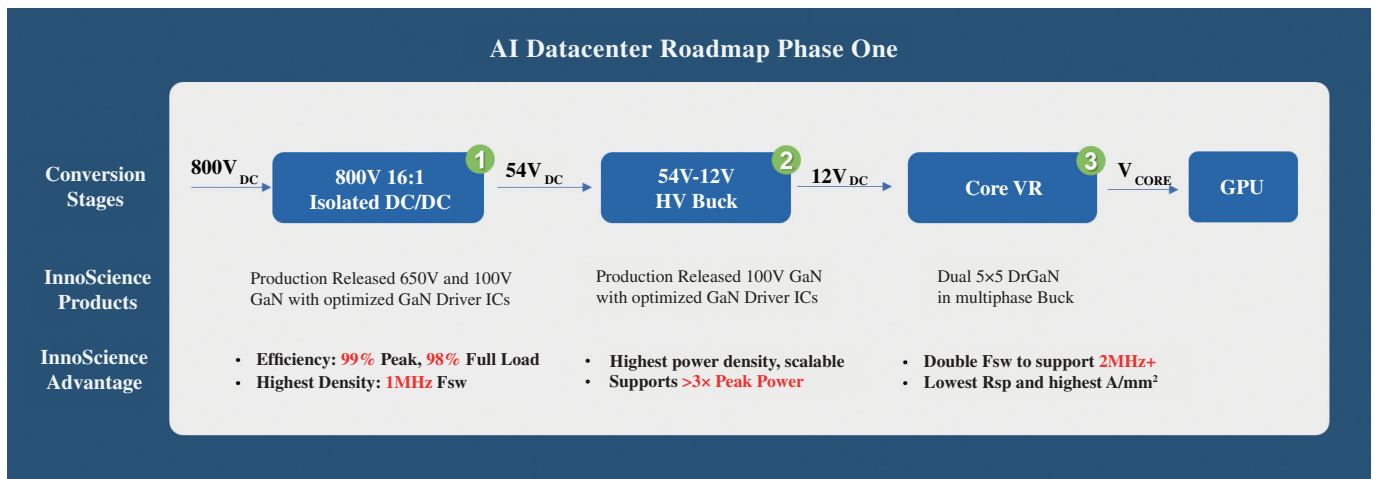 AI Datacenter Roadmap Phase One
Conversion
Stages
800V DC
800V 16:1
Isolated DC/DC
1
54V DC
54V-12V
HV Buck
2
12V DC
Core VR
3
V CORE
GPU
InnoScience
Products
Production Released 650V and 100V
GaN with optimized GaN Driver ICs
Production Released 100V GaN
with optimized GaN Driver ICs
Dual 5×5 DrGaN
in multiphase Buck
InnoScience
Advantage
• Efficiency: 99% Peak, 98% Full Load
• Highest Density: 1MHz Fsw
• Highest power density, scalable
• Supports >3× Peak Power
• Double Fsw to support 2MHz+
• Lowest Rsp and highest A/mm²